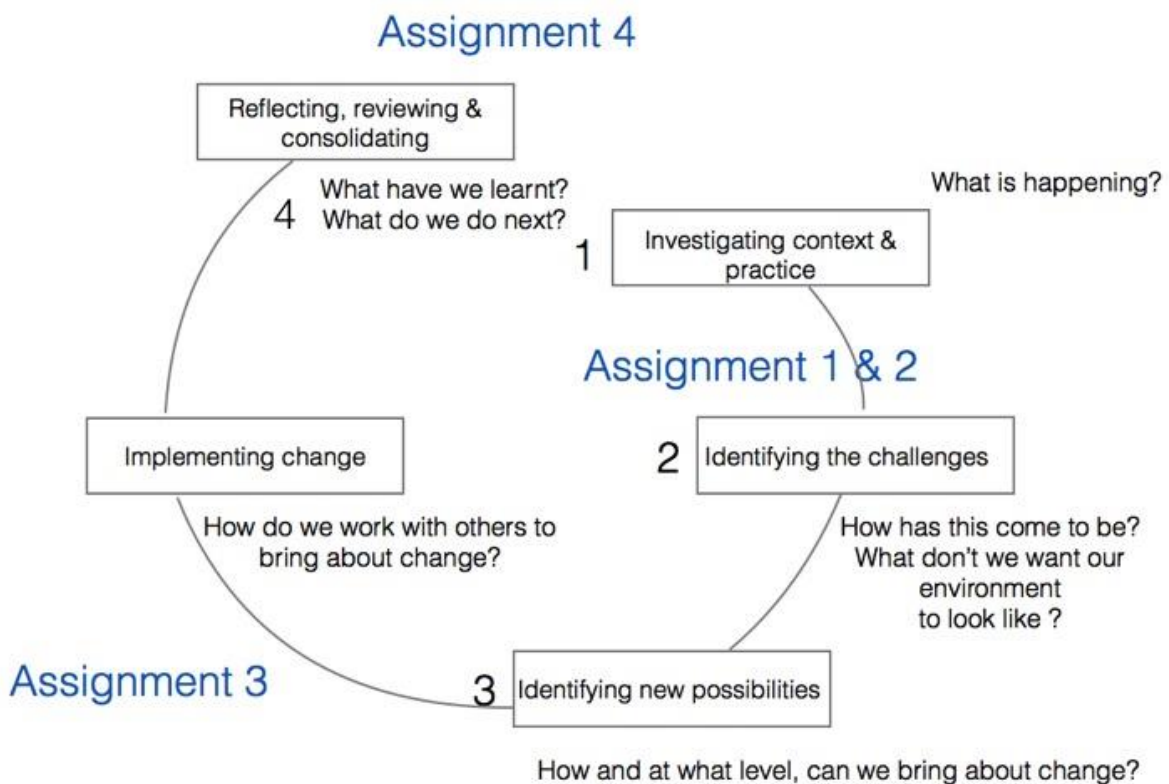 Assignment 4
Reflecting, reviewing &
consolidating
What have we learnt?
4
What do we do next?
What is happening?
1
Investigating context &
practice
Assignment 1 & 2
2
Identifying the challenges
How has this come to be?
What don't we want our
environment
to look like ?
Implementing change
How do we work with others to
bring about change?
Assignment 3
3
Identifying new possibilities
How and at what level, can we bring about change?